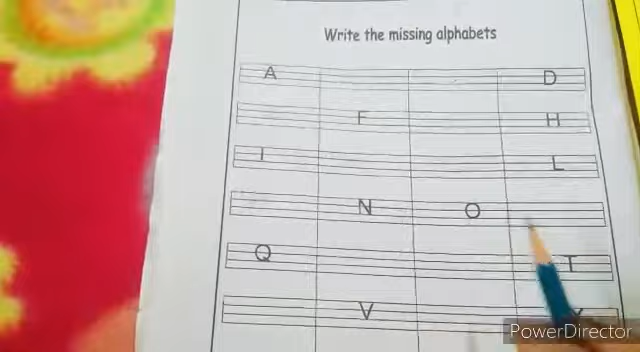 Write the missing alphabets
A D
F H
I L
N O
Q T
V
PowerDirector